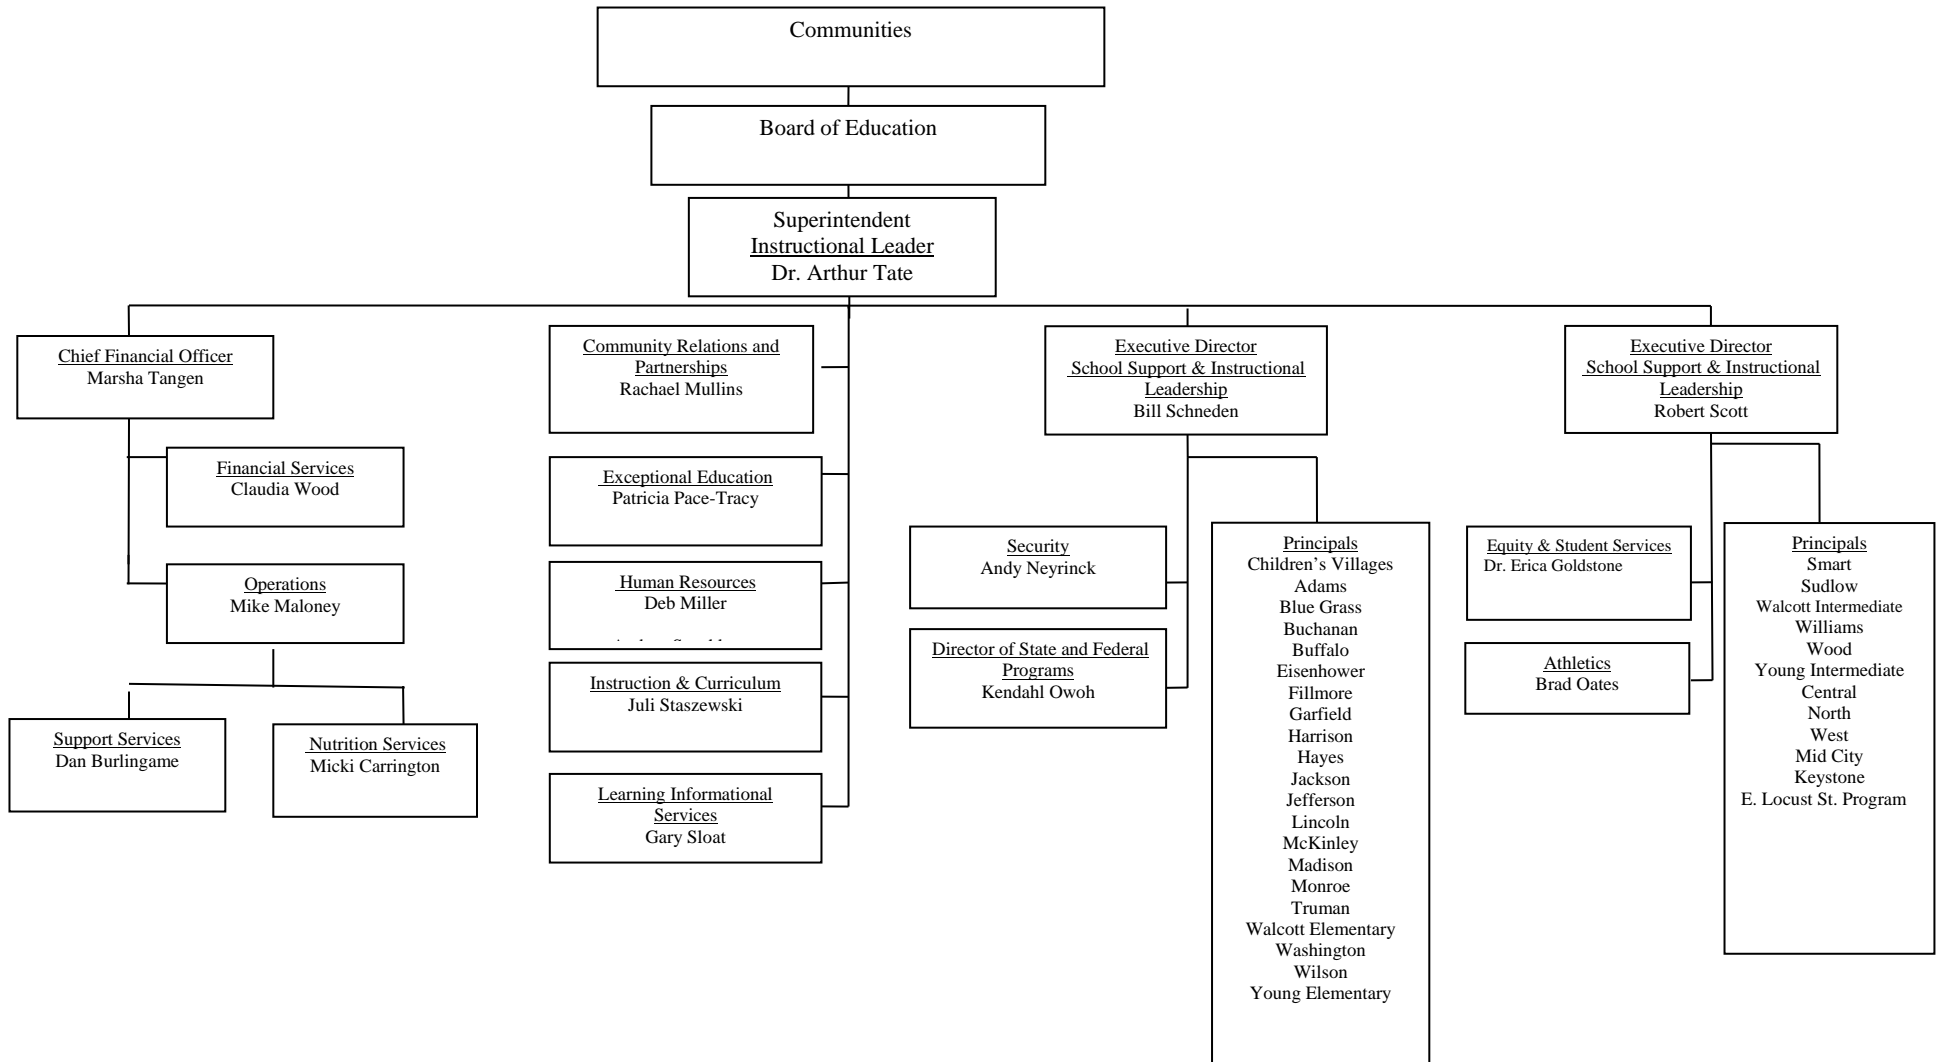 Communities
Board of Education
Superintendent
Instructional Leader
Dr. Arthur Tate
Chief Financial Officer
Marsha Tangen
Financial Services
Claudia Wood
Operations
Mike Maloney
Support Services
Dan Burlingame
Nutrition Services
Micki Carrington
Community Relations and
Partnerships
Rachael Mullins
Exceptional Education
Patricia Pace-Tracy
Human Resources
Deb Miller
Instruction & Curriculum
Juli Staszewski
Learning Informational
Services
Gary Sloat
Executive Director
School Support & Instructional
Leadership
Bill Schneden
Security
Andy Neyrinck
Director of State and Federal
Programs
Kendahl Owoh
Principals
Children’s Villages
Adams
Blue Grass
Buchanan
Buffalo
Eisenhower
Fillmore
Garfield
Harrison
Hayes
Jackson
Jefferson
Lincoln
McKinley
Madison
Monroe
Truman
Walcott Elementary
Washington
Wilson
Young Elementary
Executive Director
School Support & Instructional
Leadership
Robert Scott
Equity & Student Services
Dr. Erica Goldstone
Athletics
Brad Oates
Principals
Smart
Sudlow
Walcott Intermediate
Williams
Wood
Young Intermediate
Central
North
West
Mid City
Keystone
E. Locust St. Program